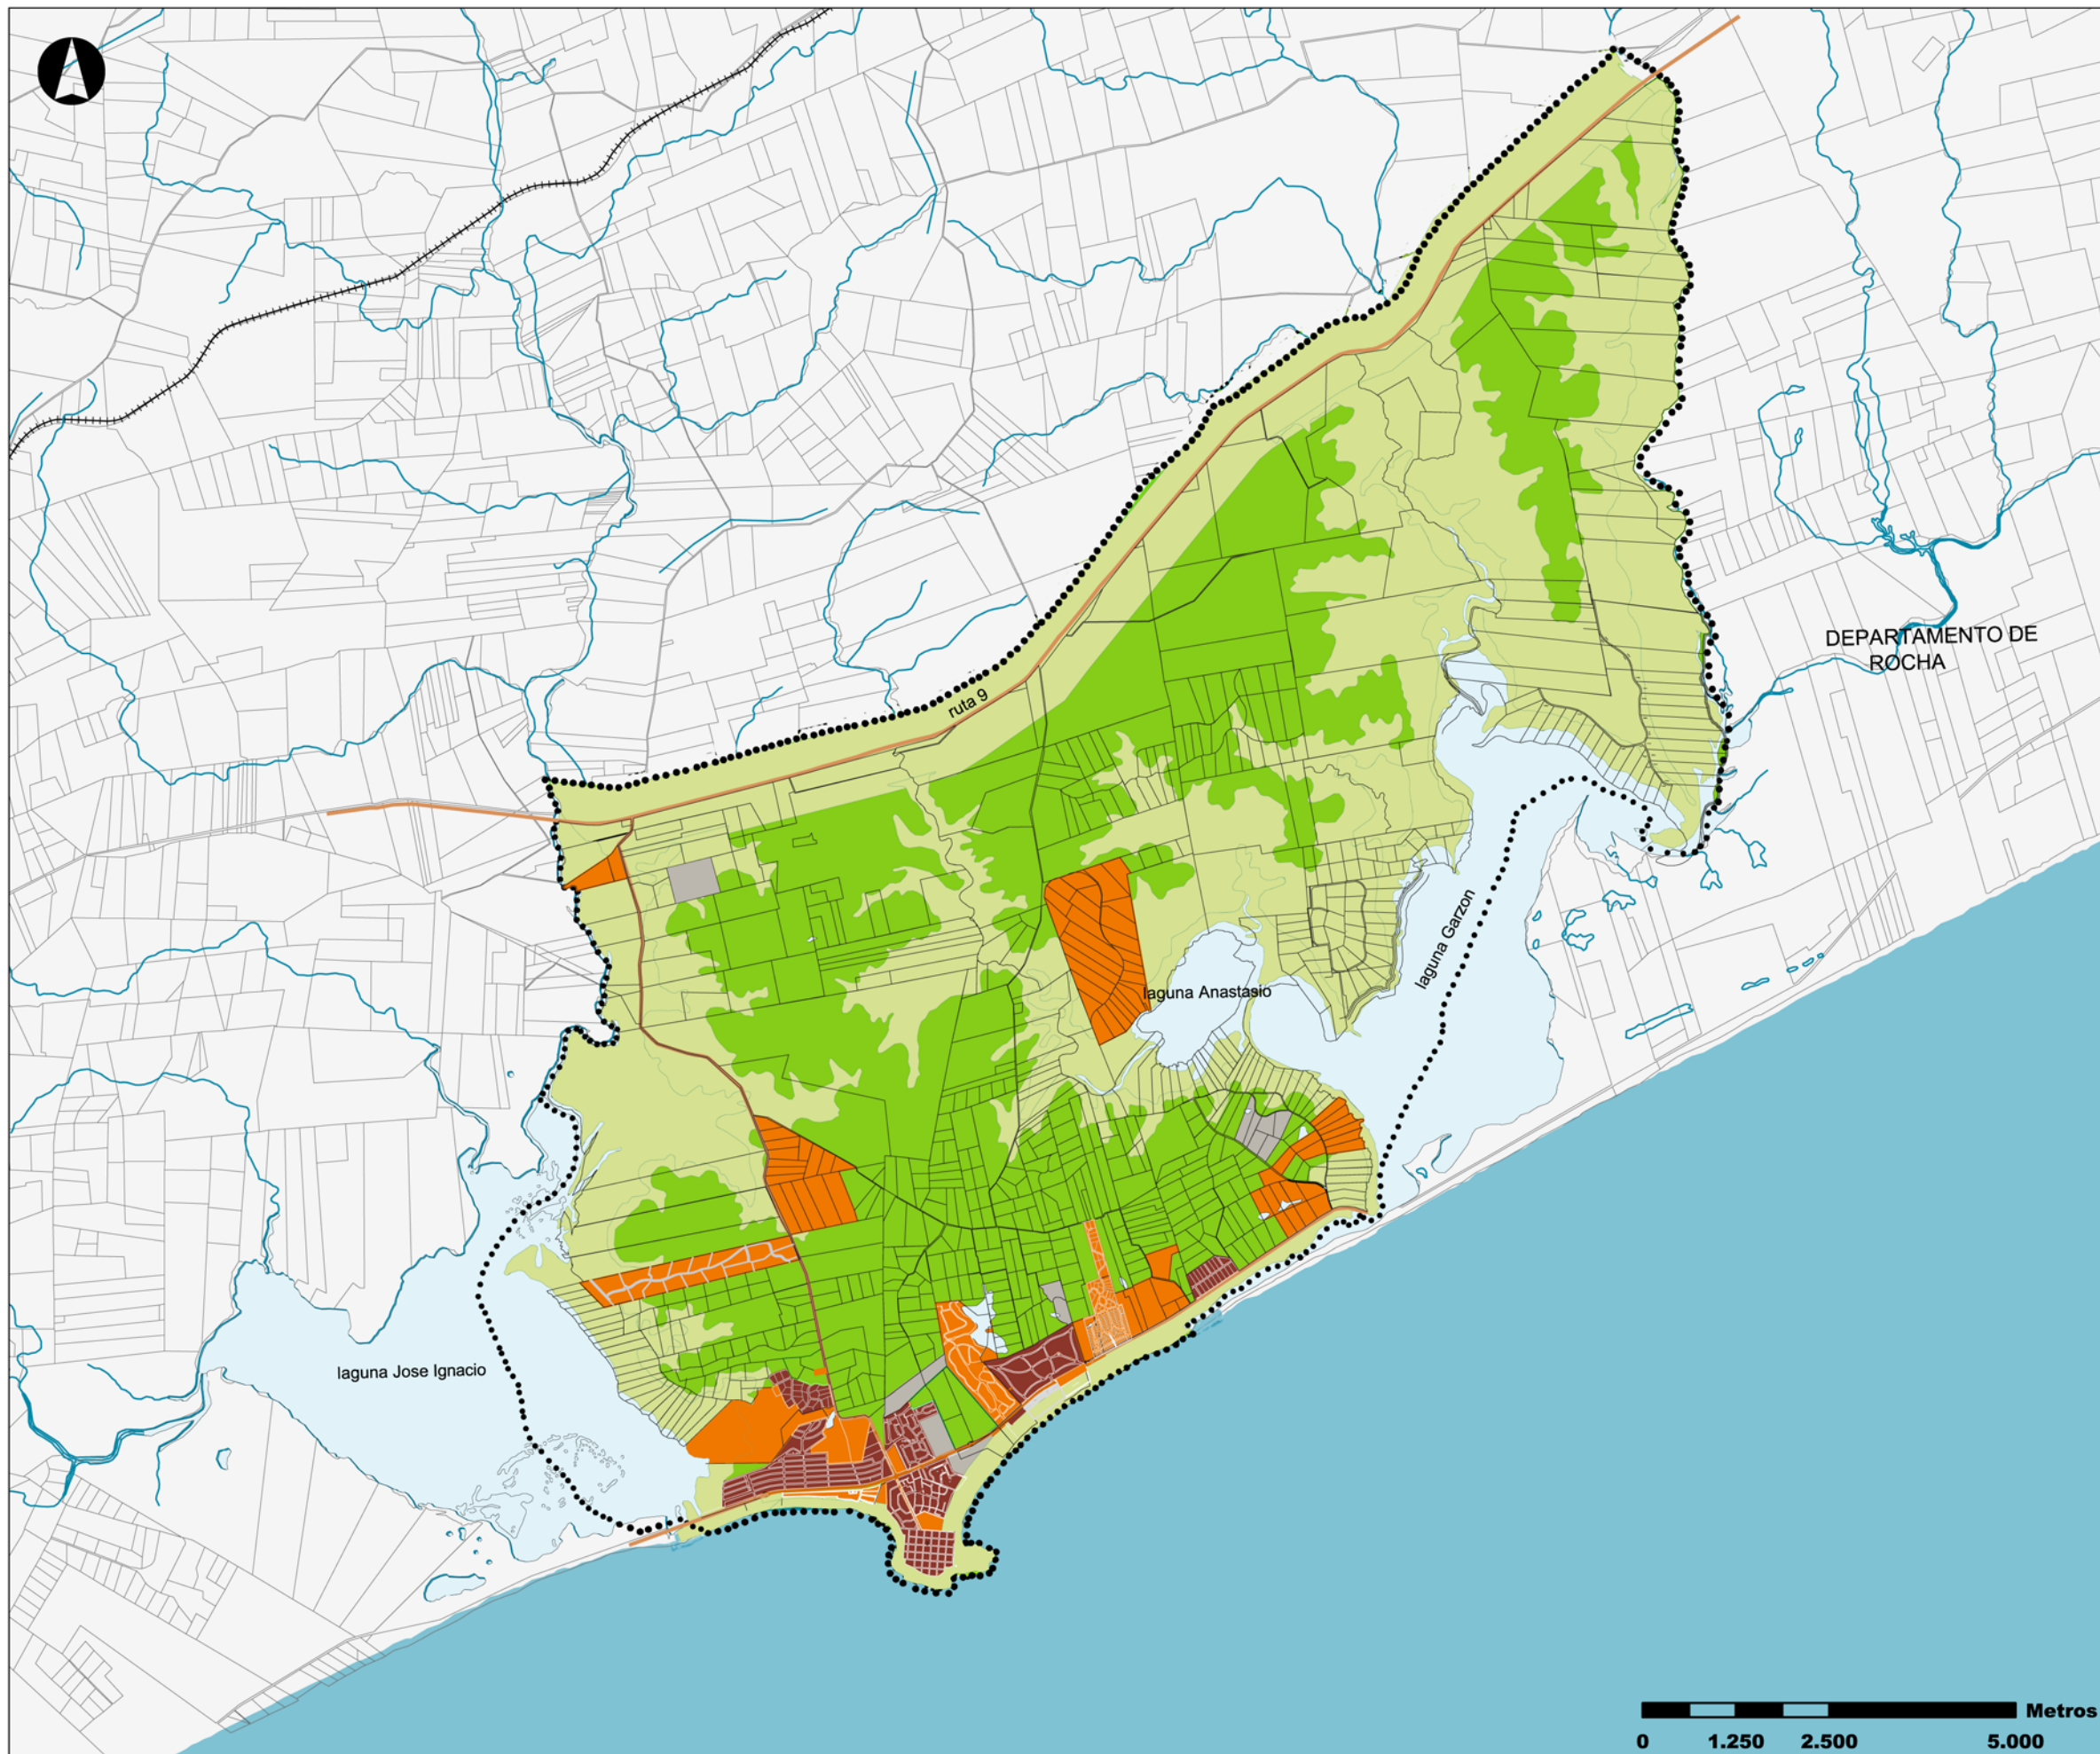 DEPARTAMENTO DE
ROCHA
ruta 9
laguna Garzon
laguna Anastasio
laguna Jose Ignacio
Metros
0 1.250 2.500 5.000